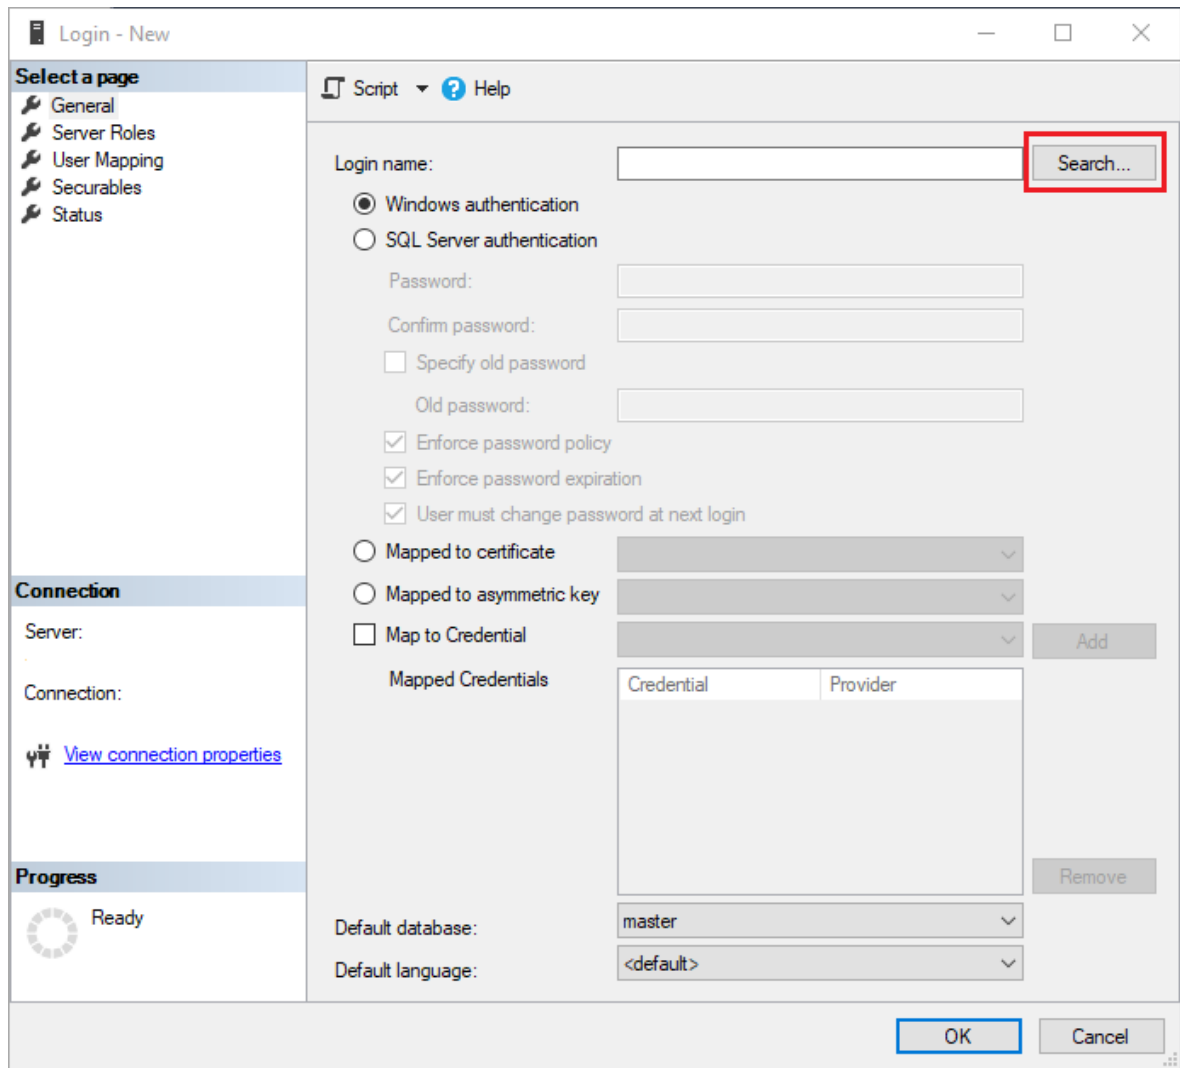 Login - New
Select a page
General
Server Roles
User Mapping
Securables
Status
Connection
Server:
Connection:
View connection properties
Progress
Ready
Script Help
Login name: Search...
Windows authentication
SQL Server authentication
Password:
Confirm password:
Specify old password
Old password:
Enforce password policy
Enforce password expiration
User must change password at next login
Mapped to certificate
Mapped to asymmetric key
Map to Credential Add
Mapped Credentials Credential Provider
Remove
Default database: master
Default language: <default>
OK Cancel